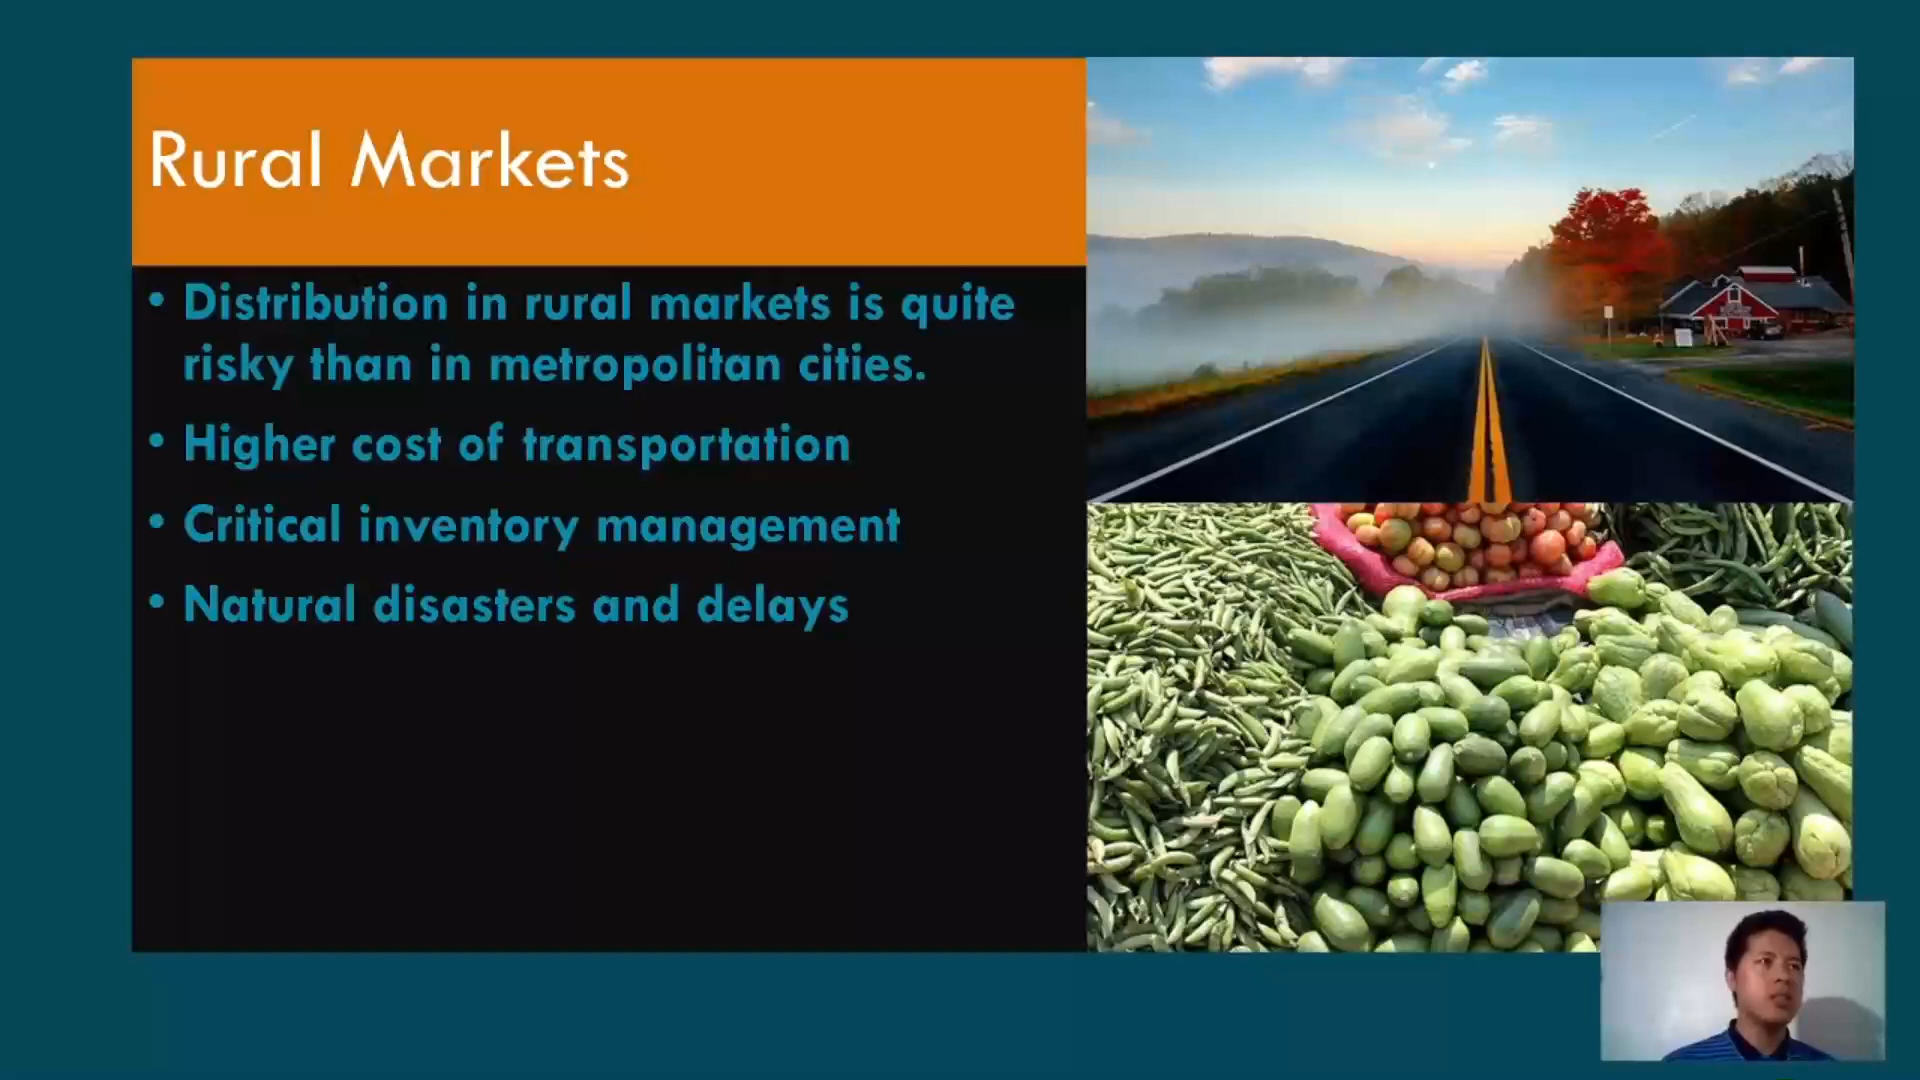 Rural Markets
• Distribution in rural markets is quite
risky than in metropolitan cities.
• Higher cost of transportation
• Critical inventory management
• Natural disasters and delays